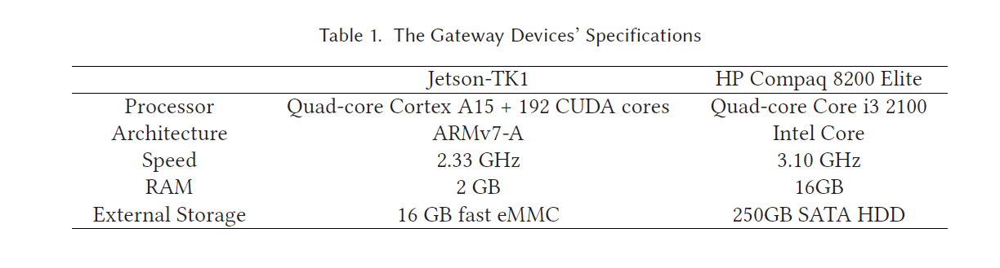 Table 1. The Gateway Devices’ Specifications
Jetson-TK1 HP Compaq 8200 Elite
Processor Quad-core Cortex A15 + 192 CUDA cores Quad-core Core i3 2100
Architecture ARMv7-A Intel Core
Speed 2.33 GHz 3.10 GHz
RAM 2 GB 16GB
External Storage 16 GB fast eMMC 250GB SATA HDD